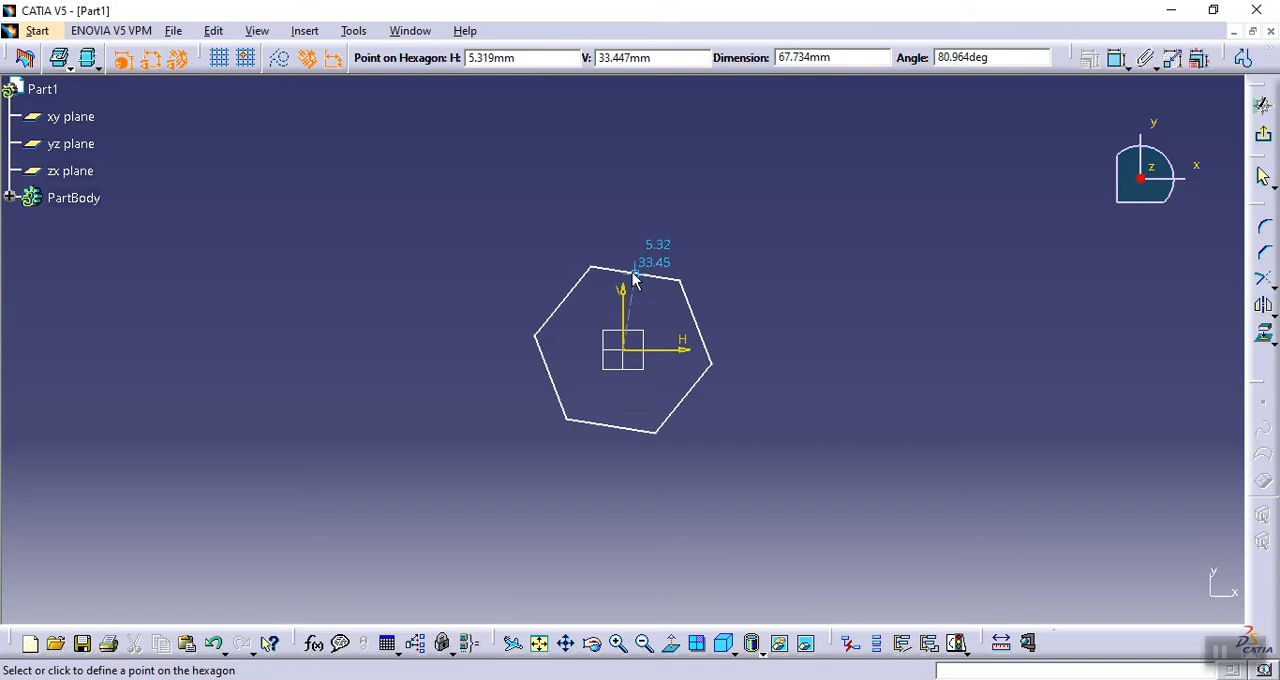 CATIA V5 - [Part1]
Start ENOVIA V5 VPM File Edit View Insert Tools Window Help
Point on Hexagon: H: 5.319mm V: 33.447mm Dimension: 67.734mm Angle: 80.964deg
Part1
xy plane
yz plane
zx plane
PartBody
y
z x
5.32
33.45
V
H
y
x
f(x)
CATIA
Select or click to define a point on the hexagon